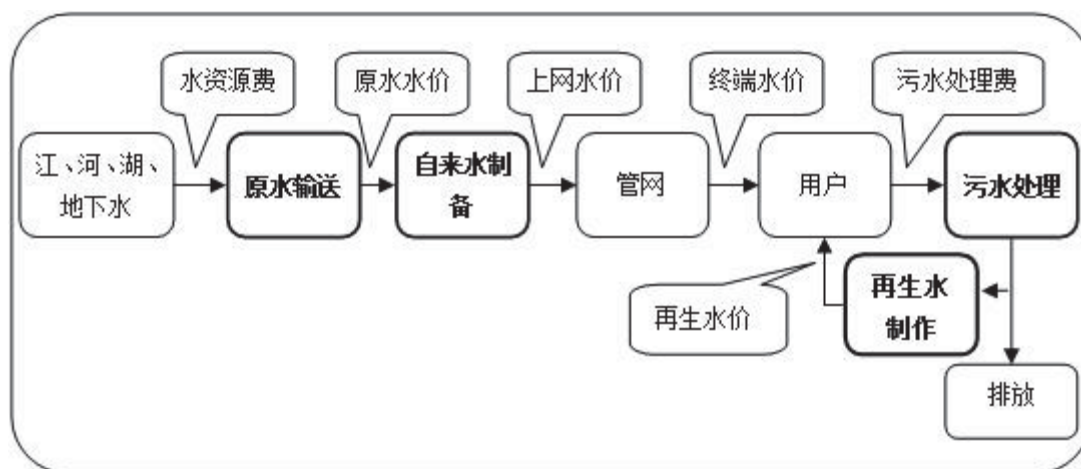 水资源费
原水水价
上网水价
终端水价
污水处理费
江、河、湖、
地下水
原水输送
自来水制
备
管网
用户
污水处理
再生水价
再生水
制作
排放